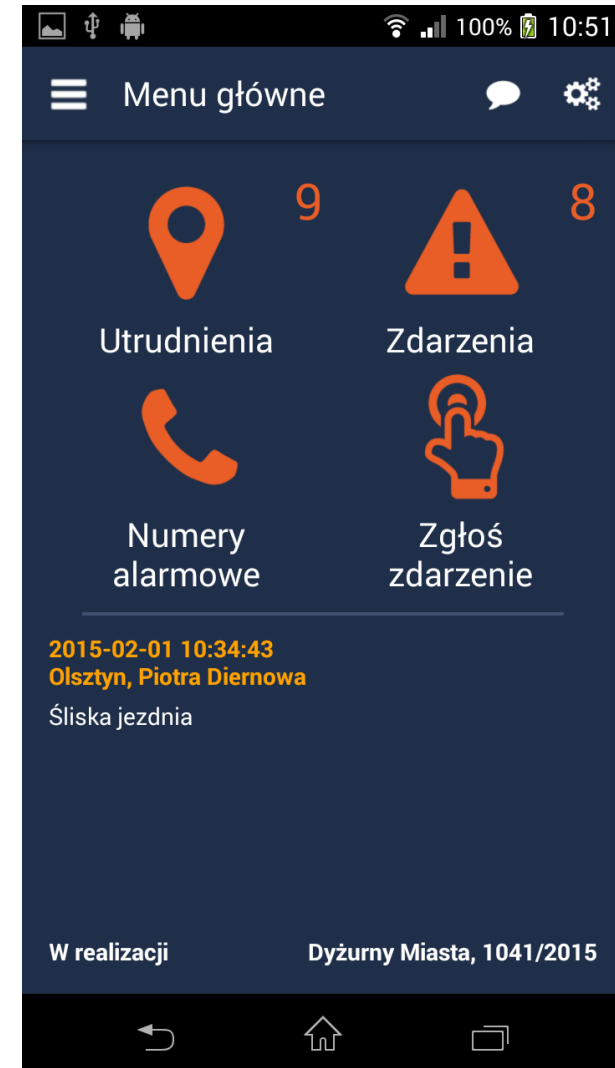 100% 10:51
Menu główne
9 8
Utrudnienia Zdarzenia
Numery Zgłoś
alarmowe zdarzenie
2015-02-01 10:34:43
Olsztyn, Piotra Diernowa
Śliska jezdnia
W realizacji Dyżurny Miasta, 1041/2015